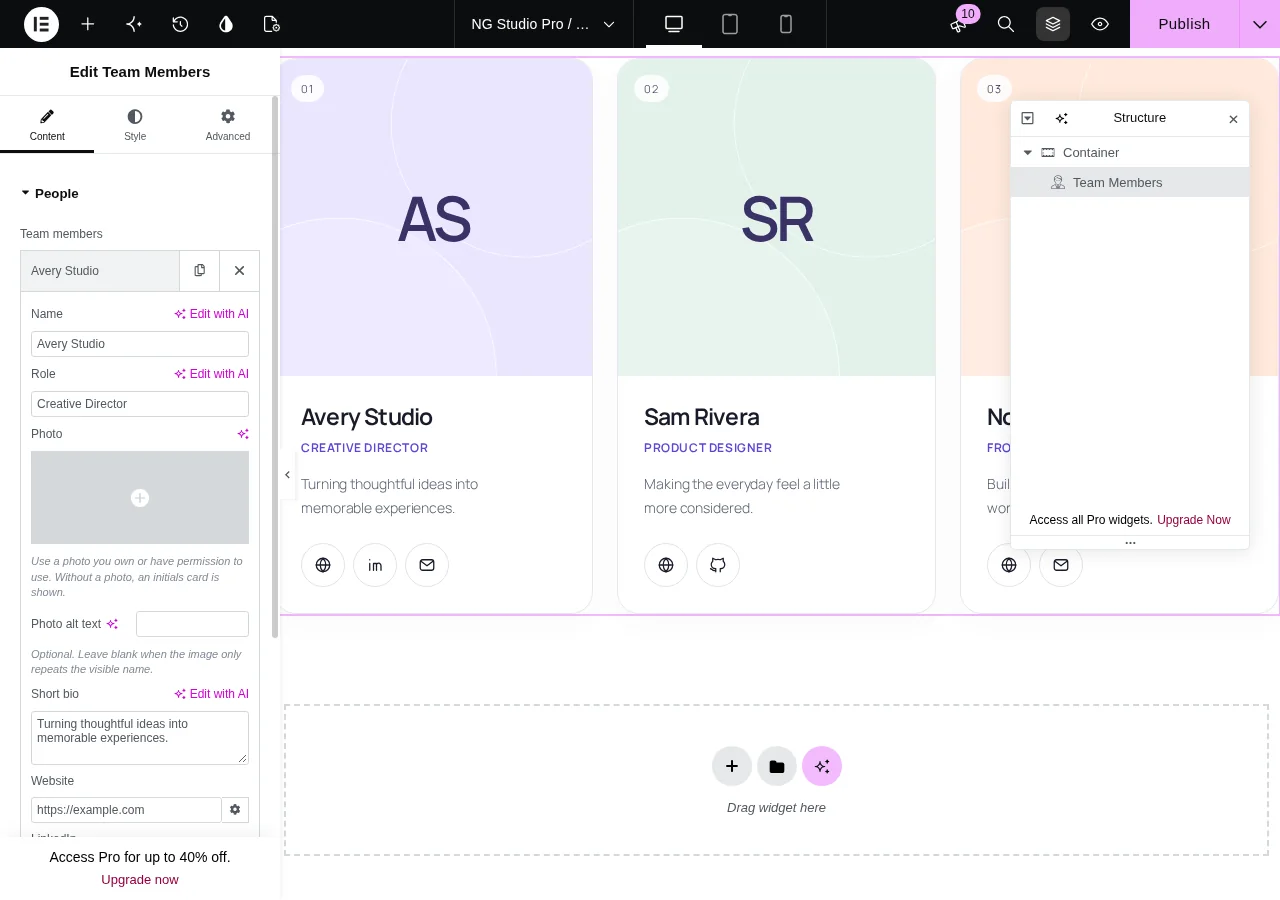 NG Studio Pro / ...
10
Publish
Edit Team Members
Content
Style
Advanced
People
Team members
Avery Studio
Name
Edit with AI
Avery Studio
Role
Edit with AI
Creative Director
Photo
Use a photo you own or have permission to
use. Without a photo, an initials card is
shown.
Photo alt text
Optional. Leave blank when the image only
repeats the visible name.
Short bio
Edit with AI
Turning thoughtful ideas into
memorable experiences.
Website
https://example.com
LinkedIn
Access Pro for up to 40% off.
Upgrade now
01
AS
Avery Studio
CREATIVE DIRECTOR
Turning thoughtful ideas into
memorable experiences.
in
02
SR
Sam Rivera
PRODUCT DESIGNER
Making the everyday feel a little
more considered.
03
No
FRO
Buil
wor
Structure
Container
Team Members
Access all Pro widgets. Upgrade Now
Drag widget here